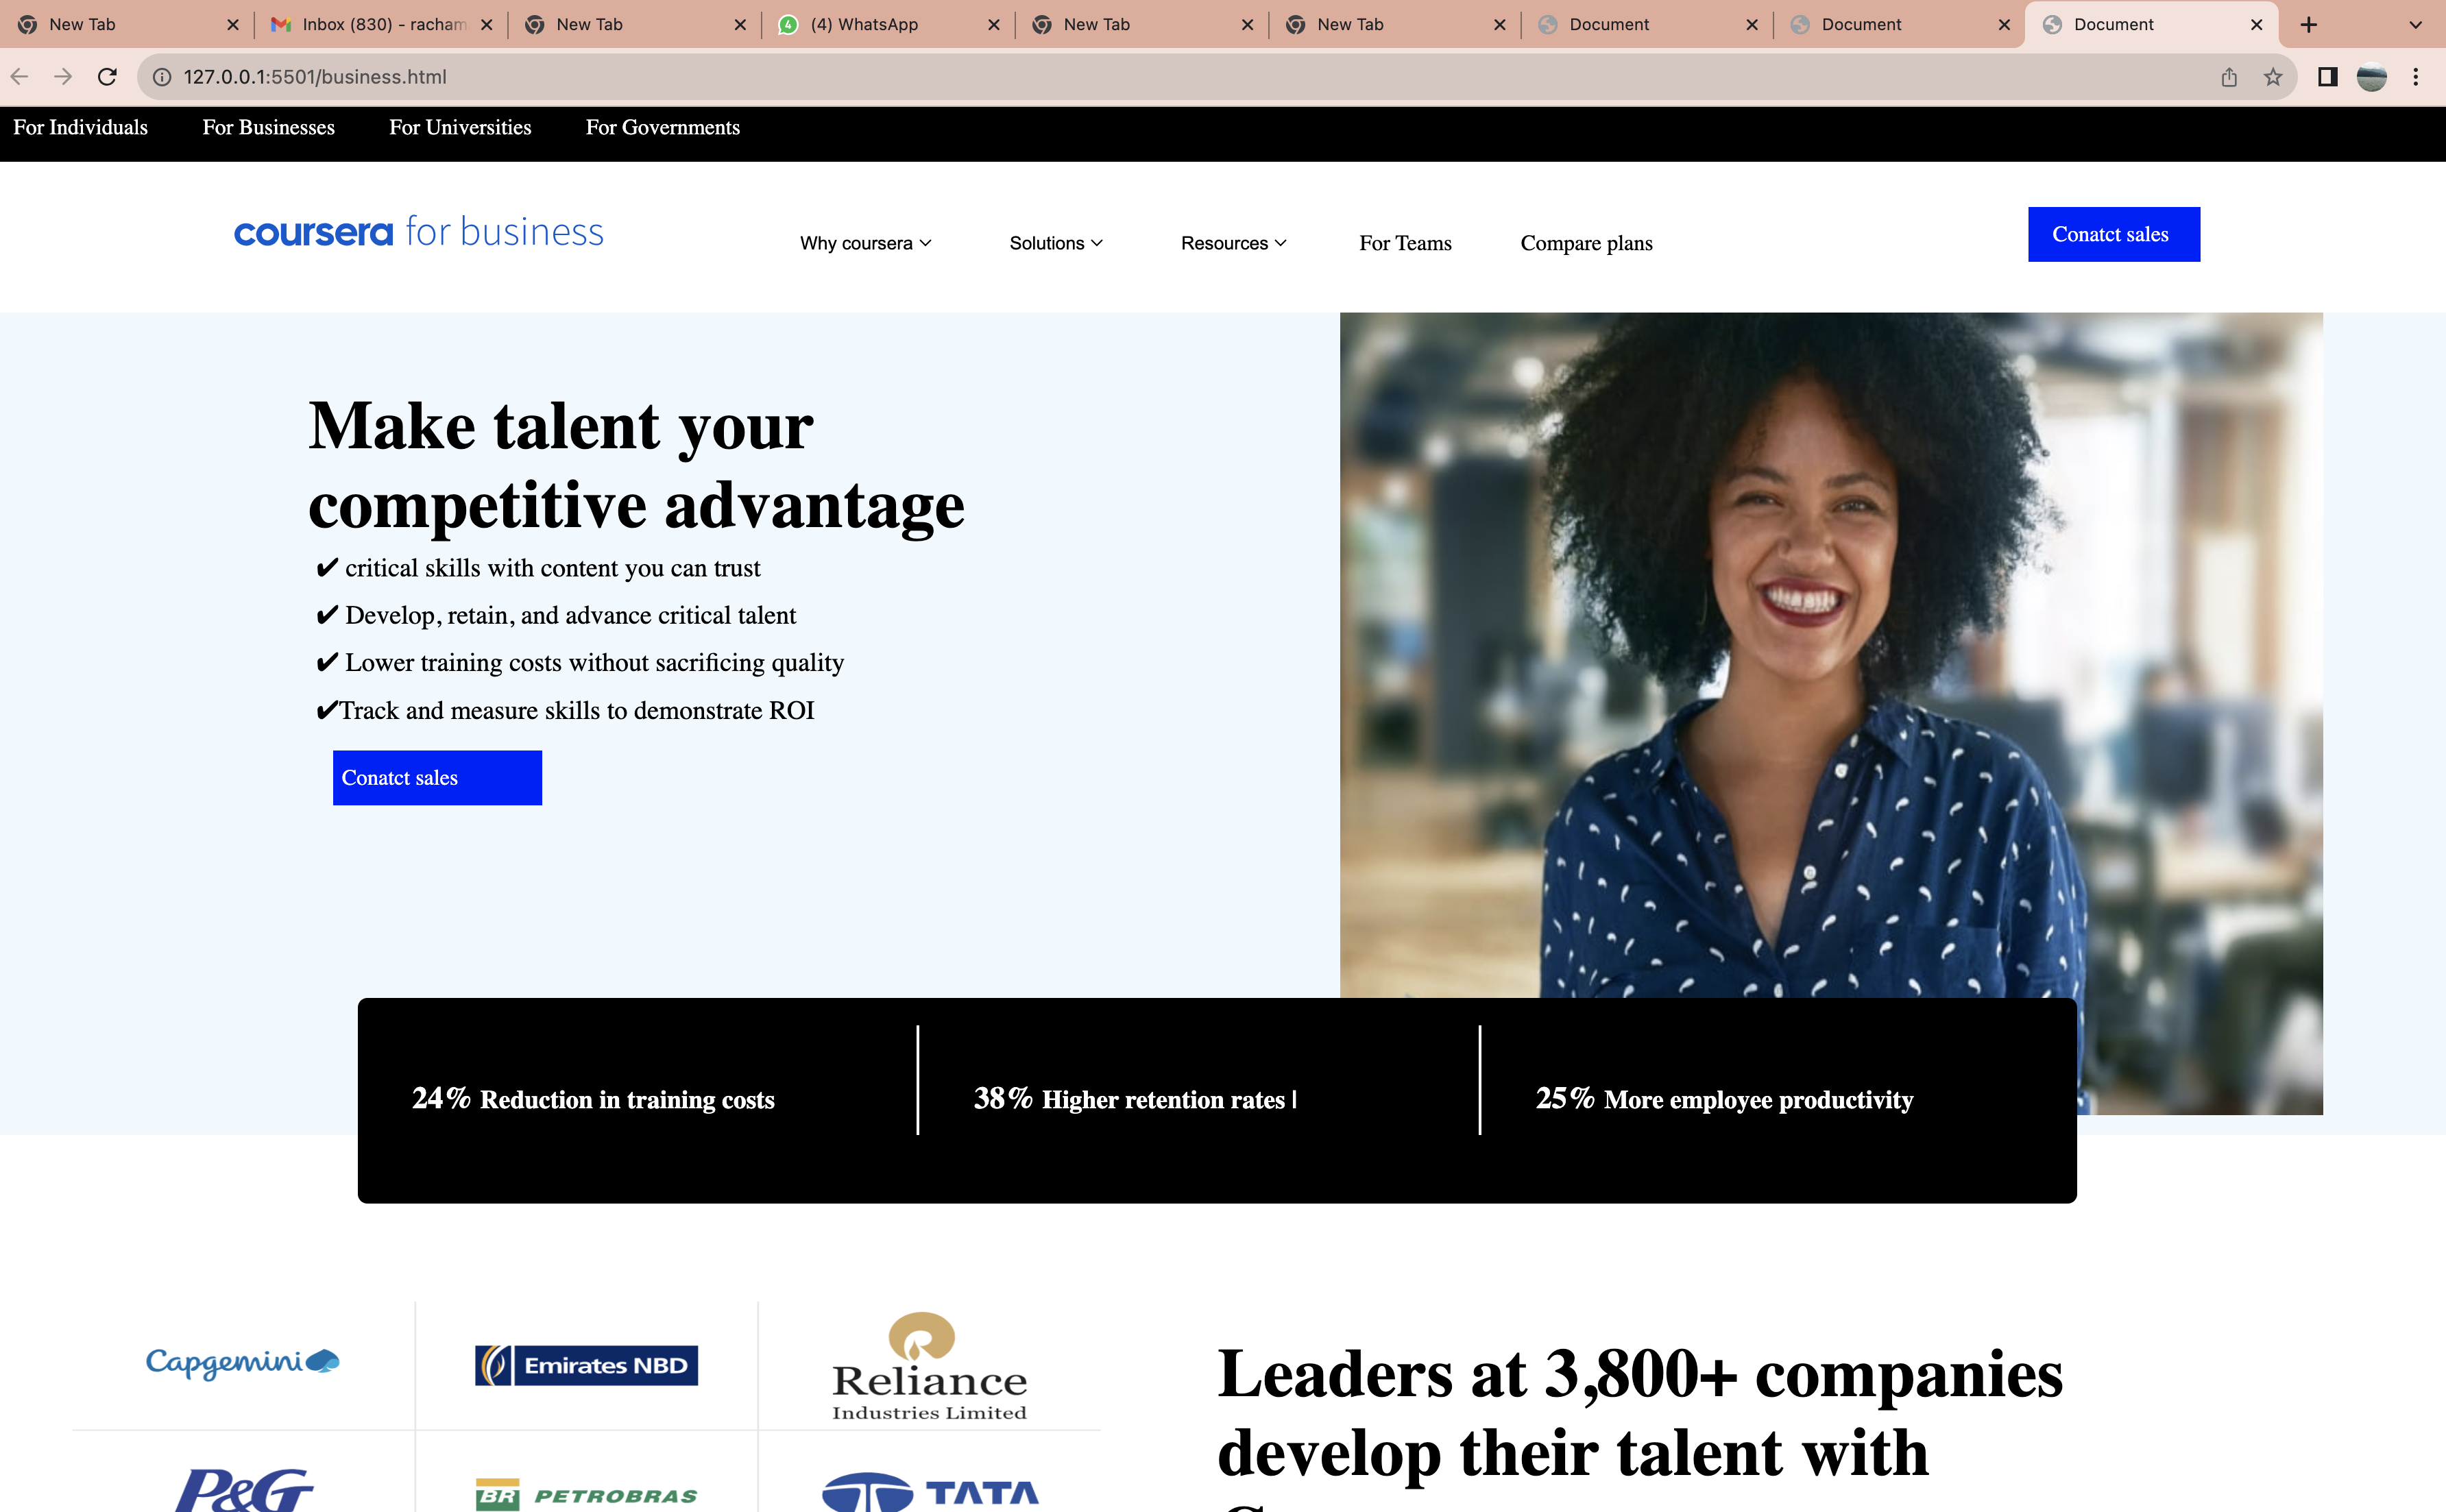 New Tab
Inbox (830) - racham
New Tab
(4) WhatsApp
New Tab
New Tab
Document
Document
Document
127.0.0.1:5501/business.html
For Individuals For Businesses For Universities For Governments
coursera for business
Why coursera Solutions Resources For Teams Compare plans
Conatct sales
Make talent your
competitive advantage
✔ critical skills with content you can trust
✔ Develop, retain, and advance critical talent
✔ Lower training costs without sacrificing quality
✔Track and measure skills to demonstrate ROI
Conatct sales
24% Reduction in training costs
38% Higher retention rates |
25% More employee productivity
Capgemini
Emirates NBD
Reliance
Industries Limited
P&G
BR PETROBRAS
TATA
Leaders at 3,800+ companies
develop their talent with